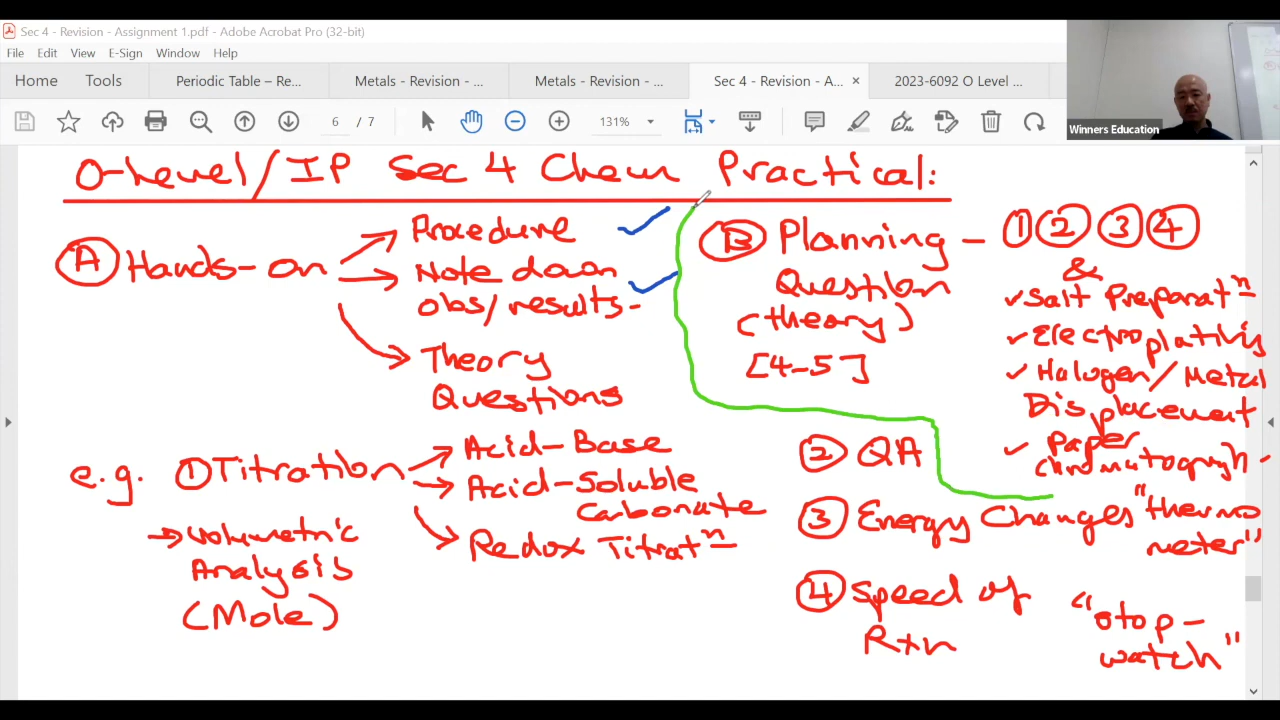 Sec 4 - Revision - Assignment 1.pdf - Adobe Acrobat Pro (32-bit)
File Edit View E-Sign Window Help
Home Tools Periodic Table – Re... Metals - Revision - ... Metals - Revision - ... Sec 4 - Revision - A... × 2023-6092 O Level ...
6 / 7 131%
Winners Education
O-Level/IP Sec 4 Chem Practical:
A Hands-on
Procedure
Note down
obs/results-
Theory
Questions
B Planning -
Question
(theory)
[4-5]
1 2 3 4
&
✓ Salt Preparatⁿ
✓ Electroplating
✓ Halogen/Metal
Displacement
✓ Paper
chromatography
e.g. ① Titration
Acid-Base
Acid-Soluble
Carbonate
Redox Titratⁿ
→ Volumetric
Analysis
(Mole)
② QA
③ Energy Changes "thermo
meter"
④ Speed of
Rxn
"stop-
watch"